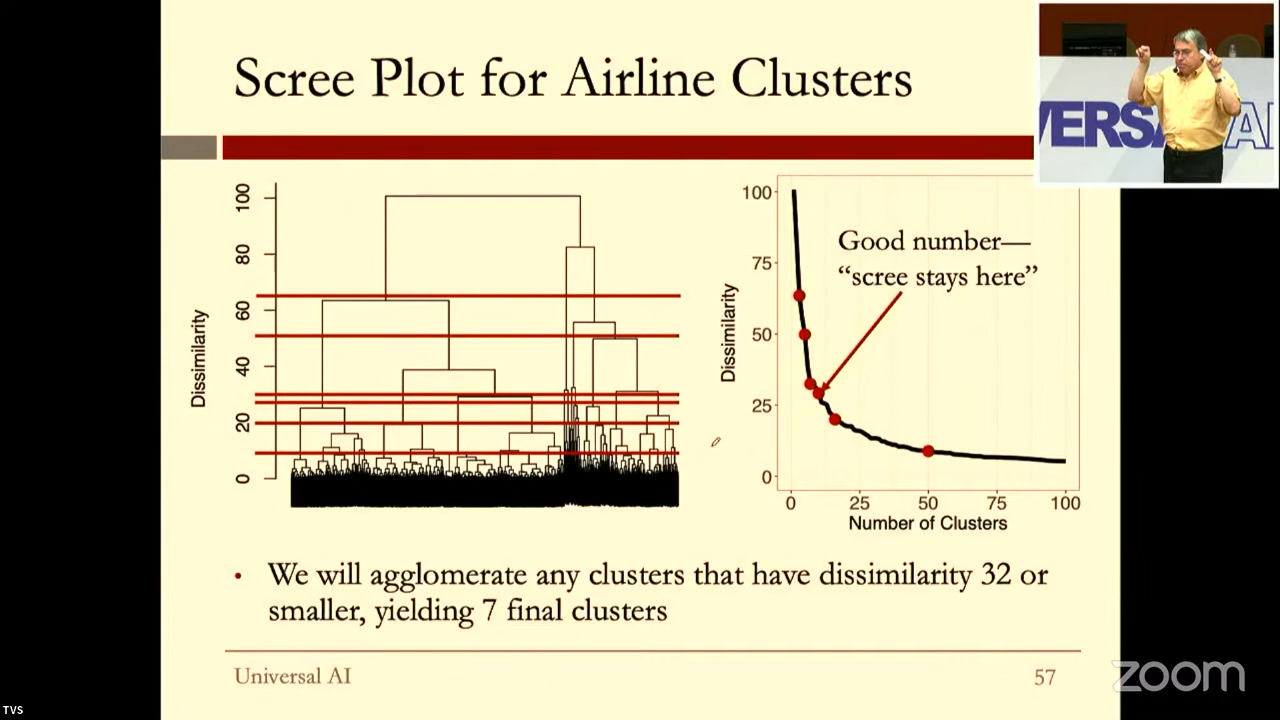 Scree Plot for Airline Clusters
VERSA AI
Dissimilarity
100
80
60
40
20
0
Dissimilarity
100
75
50
25
0
Good number—
“scree stays here”
0 25 50 75 100
Number of Clusters
• We will agglomerate any clusters that have dissimilarity 32 or
smaller, yielding 7 final clusters
Universal AI
57
zoom
TVS